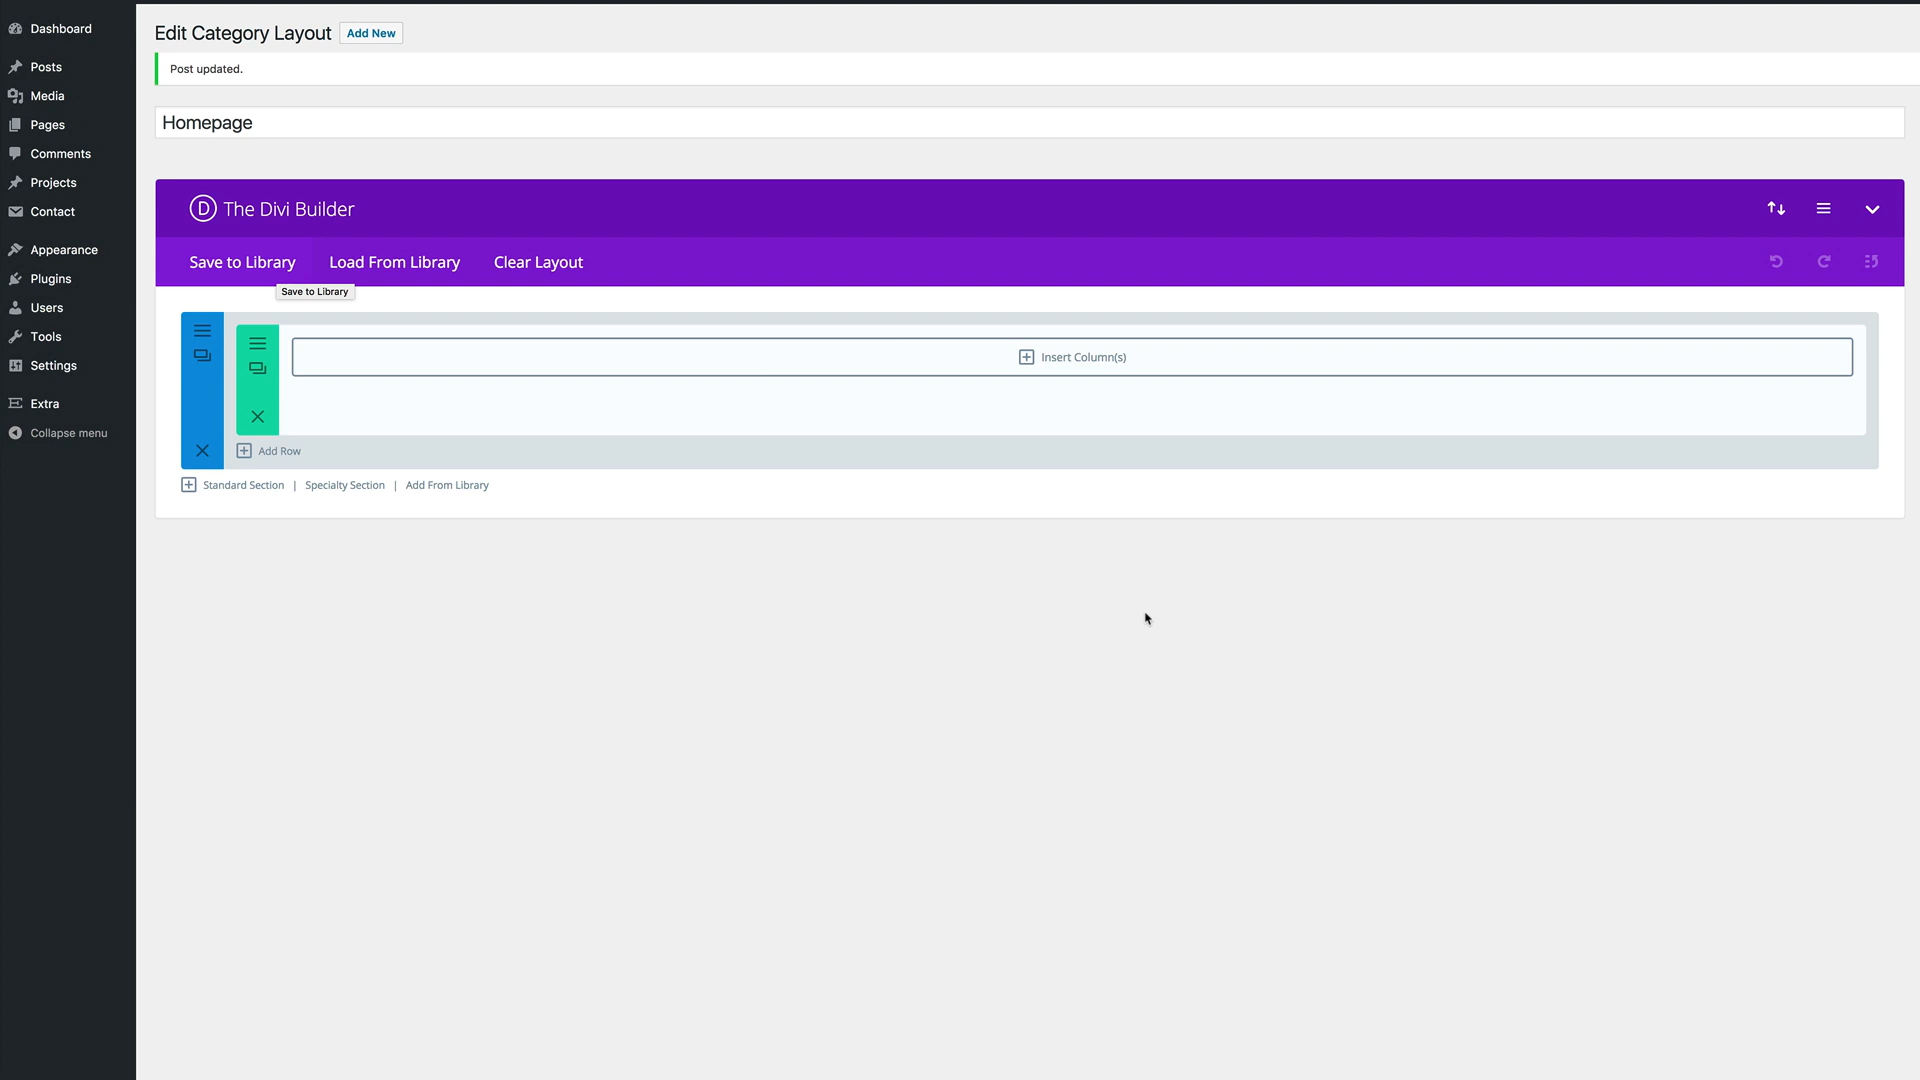 Dashboard
Posts
Media
Pages
Comments
Projects
Contact
Appearance
Plugins
Users
Tools
Settings
Extra
Collapse menu
Edit Category Layout Add New
Post updated.
Homepage
D The Divi Builder
Save to Library Load From Library Clear Layout
Save to Library
Insert Column(s)
Add Row
Standard Section | Specialty Section | Add From Library